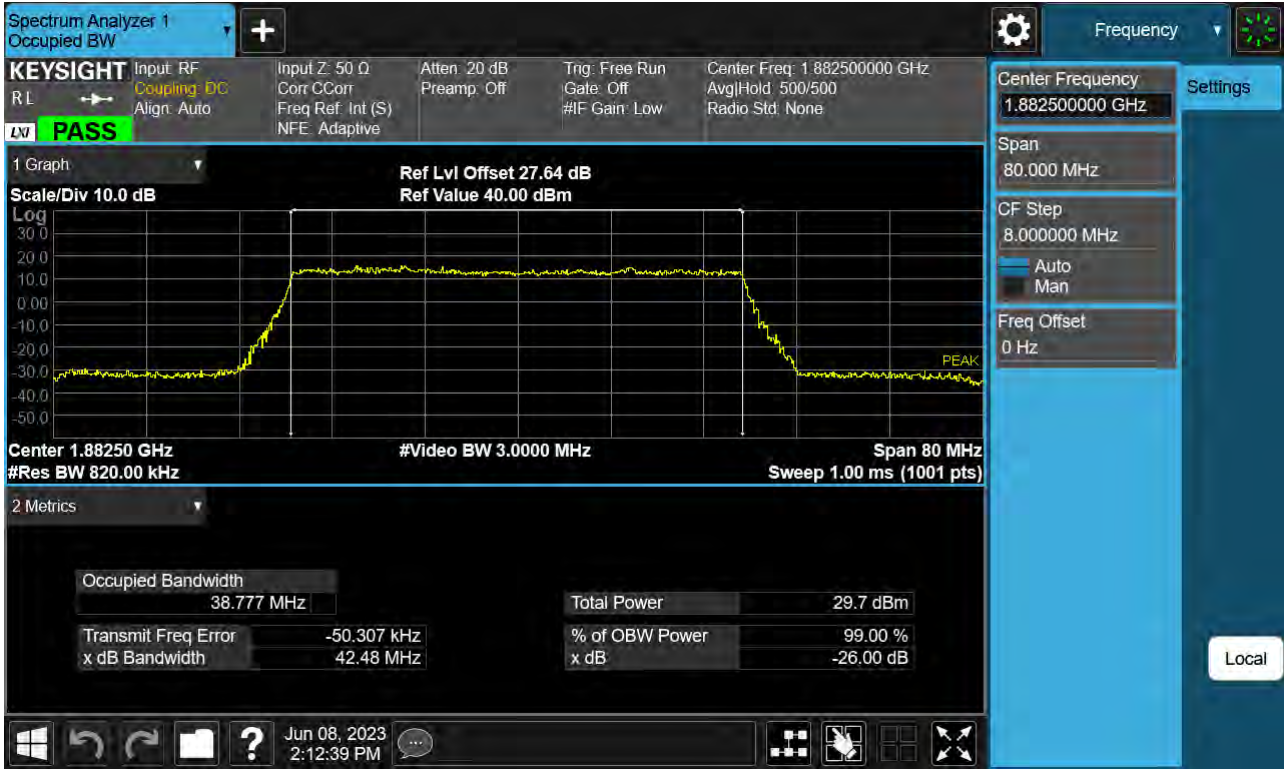 Spectrum Analyzer 1
Occupied BW
+
Frequency
KEYSIGHT
R L
LXI
PASS
Input: RF
Coupling: DC
Align: Auto
Input Z: 50 Ω
Corr CCorr
Freq Ref: Int (S)
NFE: Adaptive
Atten: 20 dB
Preamp: Off
Trig: Free Run
Gate: Off
#IF Gain: Low
Center Freq: 1.882500000 GHz
Avg|Hold: 500/500
Radio Std: None
Center Frequency
1.882500000 GHz
Settings
Span
80.000 MHz
CF Step
8.000000 MHz
Auto
Man
Freq Offset
0 Hz
Local
1 Graph
Scale/Div 10.0 dB
Ref Lvl Offset 27.64 dB
Ref Value 40.00 dBm
Log
30.0
20.0
10.0
0.00
-10.0
-20.0
-30.0
-40.0
-50.0
PEAK
Center 1.88250 GHz
#Video BW 3.0000 MHz
Span 80 MHz
#Res BW 820.00 kHz
Sweep 1.00 ms (1001 pts)
2 Metrics
Occupied Bandwidth
38.777 MHz
Total Power 29.7 dBm
Transmit Freq Error -50.307 kHz
% of OBW Power 99.00 %
x dB Bandwidth 42.48 MHz
x dB -26.00 dB
?
Jun 08, 2023
2:12:39 PM